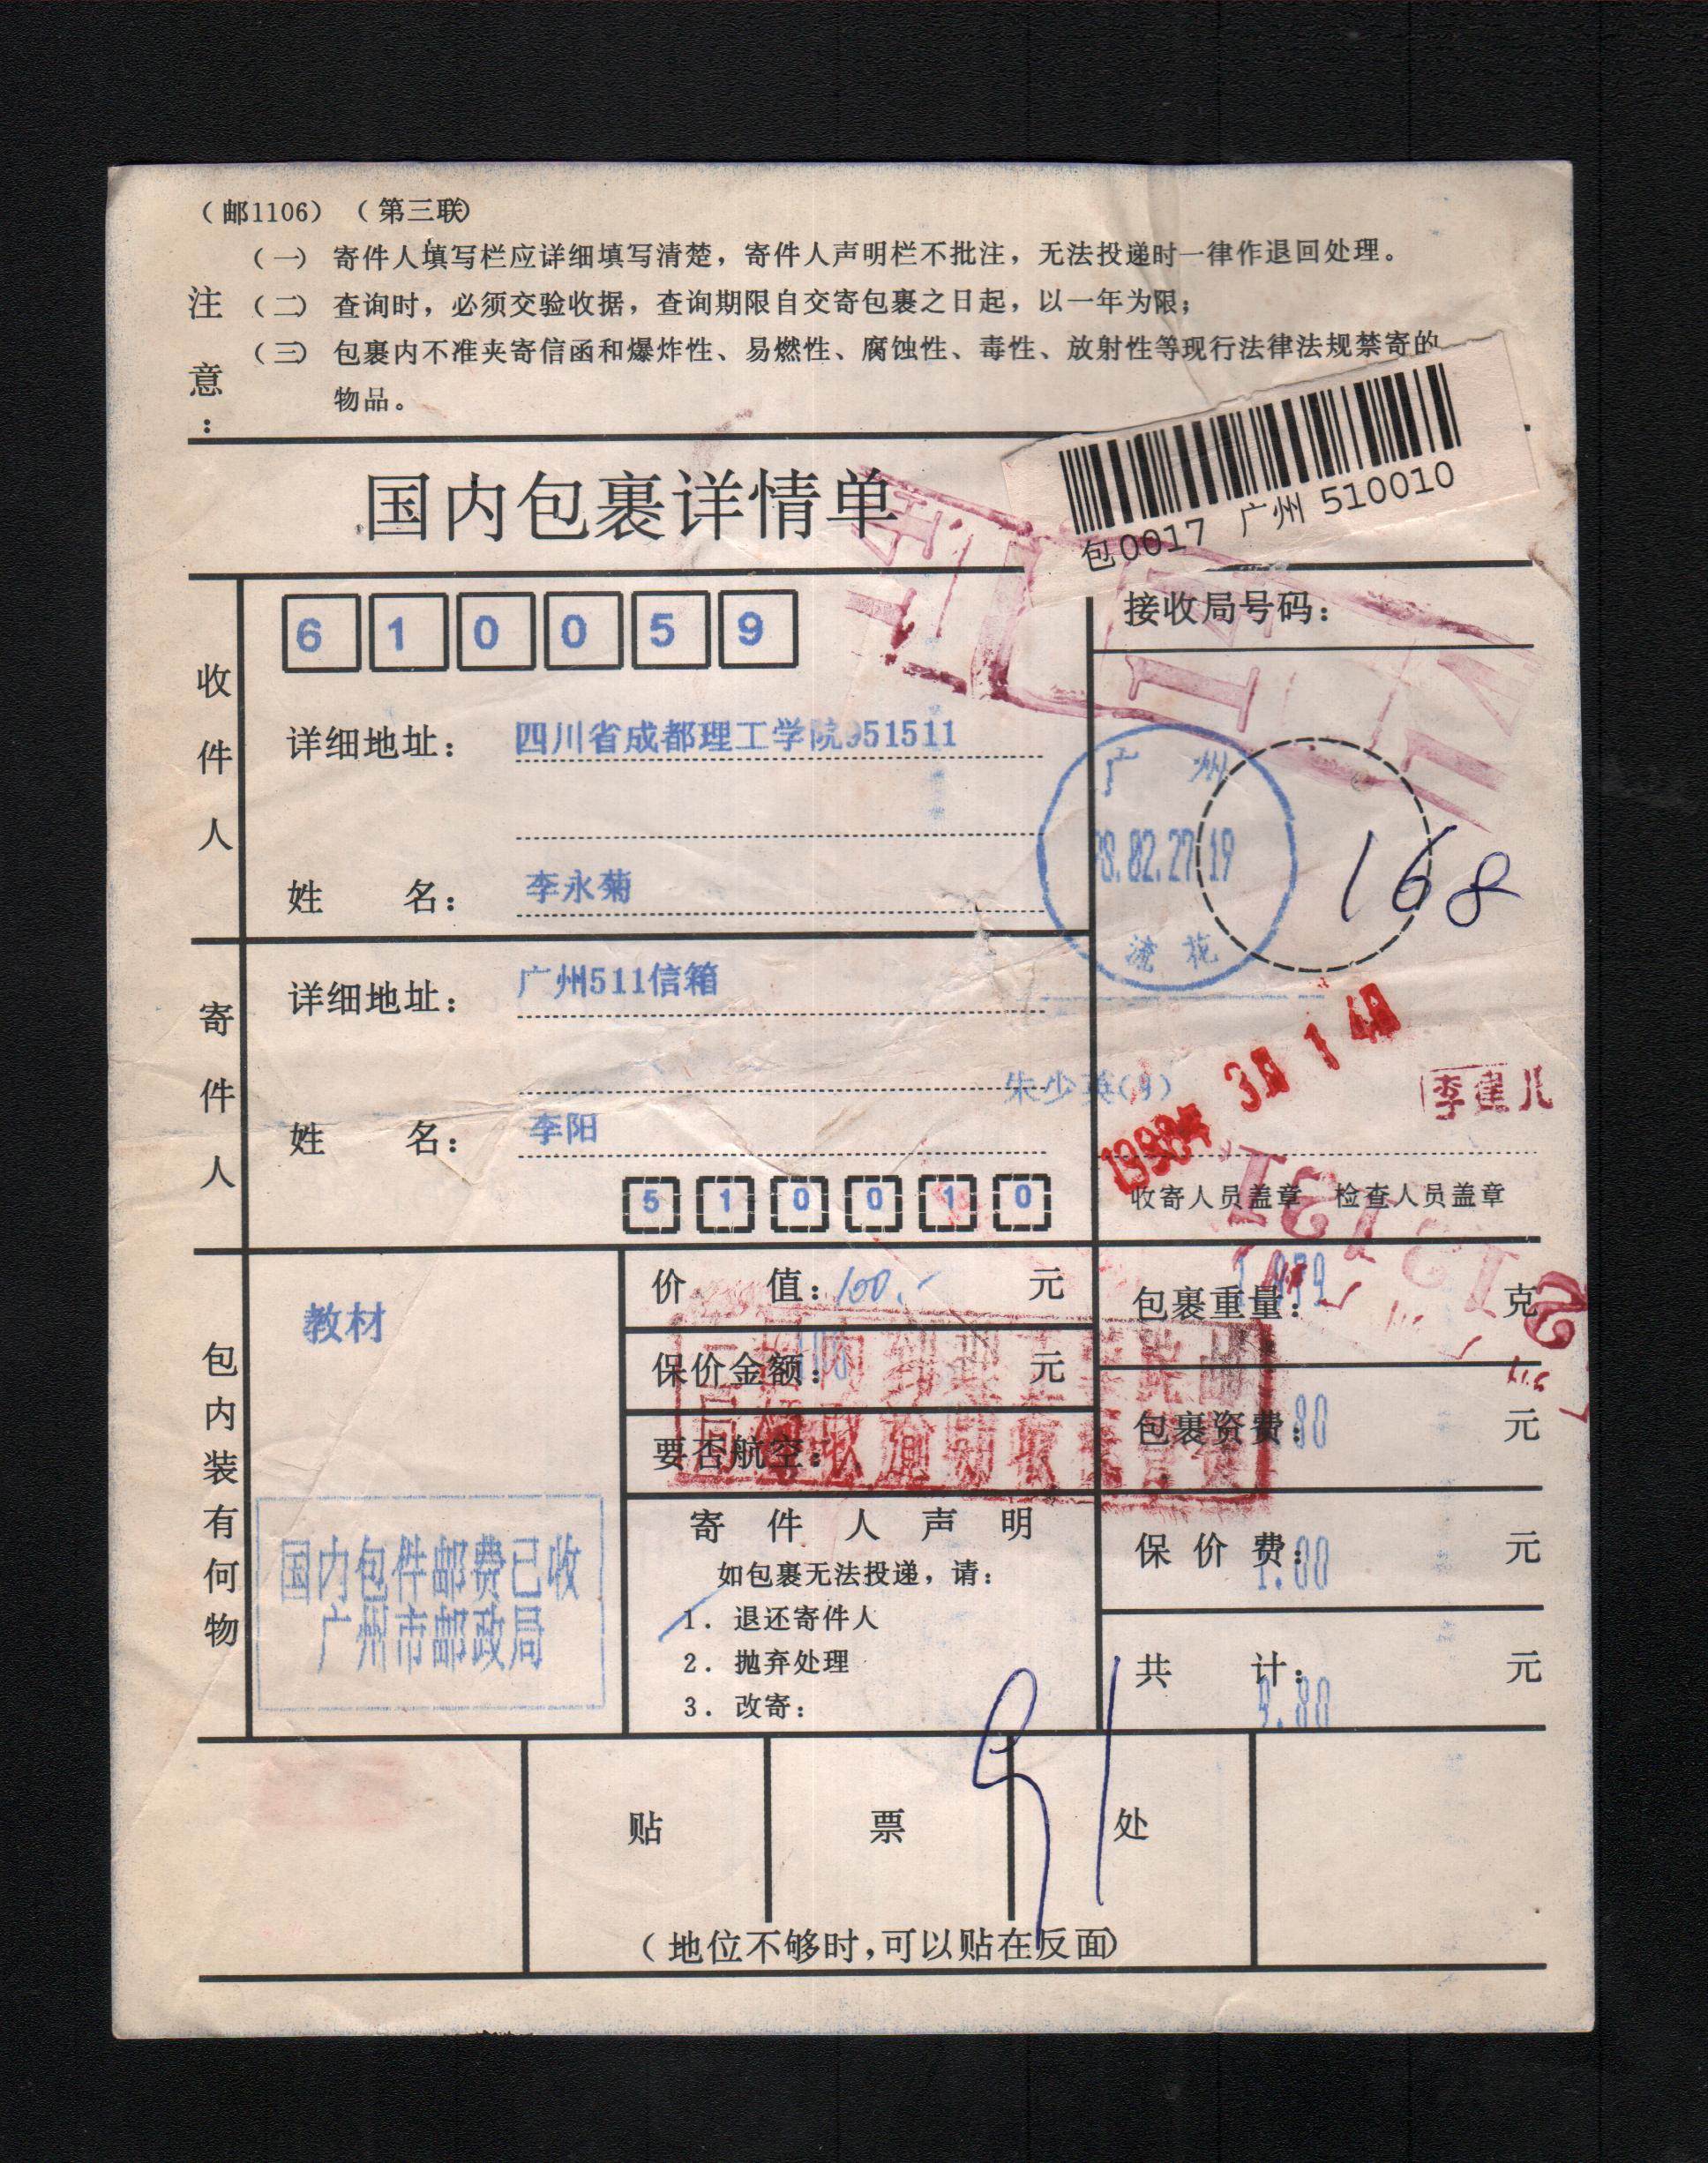 （邮1106）（第三联）
注意：
（一） 寄件人填写栏应详细填写清楚，寄件人声明栏不批注，无法投递时一律作退回处理。
（二） 查询时，必须交验收据，查询期限自交寄包裹之日起，以一年为限；
（三） 包裹内不准夹寄信函和爆炸性、易燃性、腐蚀性、毒性、放射性等现行法律法规禁寄的
物品。
国内包裹详情单
包0017 广州 510010
收件人
610059
接收局号码：
详细地址： 四川省成都理工学院951511
姓 名： 李永菊
广州
8.02.27 19
流花
168
寄件人
详细地址： 广州511信箱
朱少英
1998年 3月 14日
李崔儿
姓 名： 李阳
510010
收寄人员盖章 检查人员盖章
包内装有何物
教材
价 值：100.- 元
包裹重量： 克
保价金额： 元
包裹资费： 元
要否航空：
国内包件邮费已收
广州市邮政局
寄件人声明
如包裹无法投递，请：
1．退还寄件人
2．抛弃处理
3．改寄：
保价费：1.00 元
共 计： 元
贴 票 处
（地位不够时，可以贴在反面）